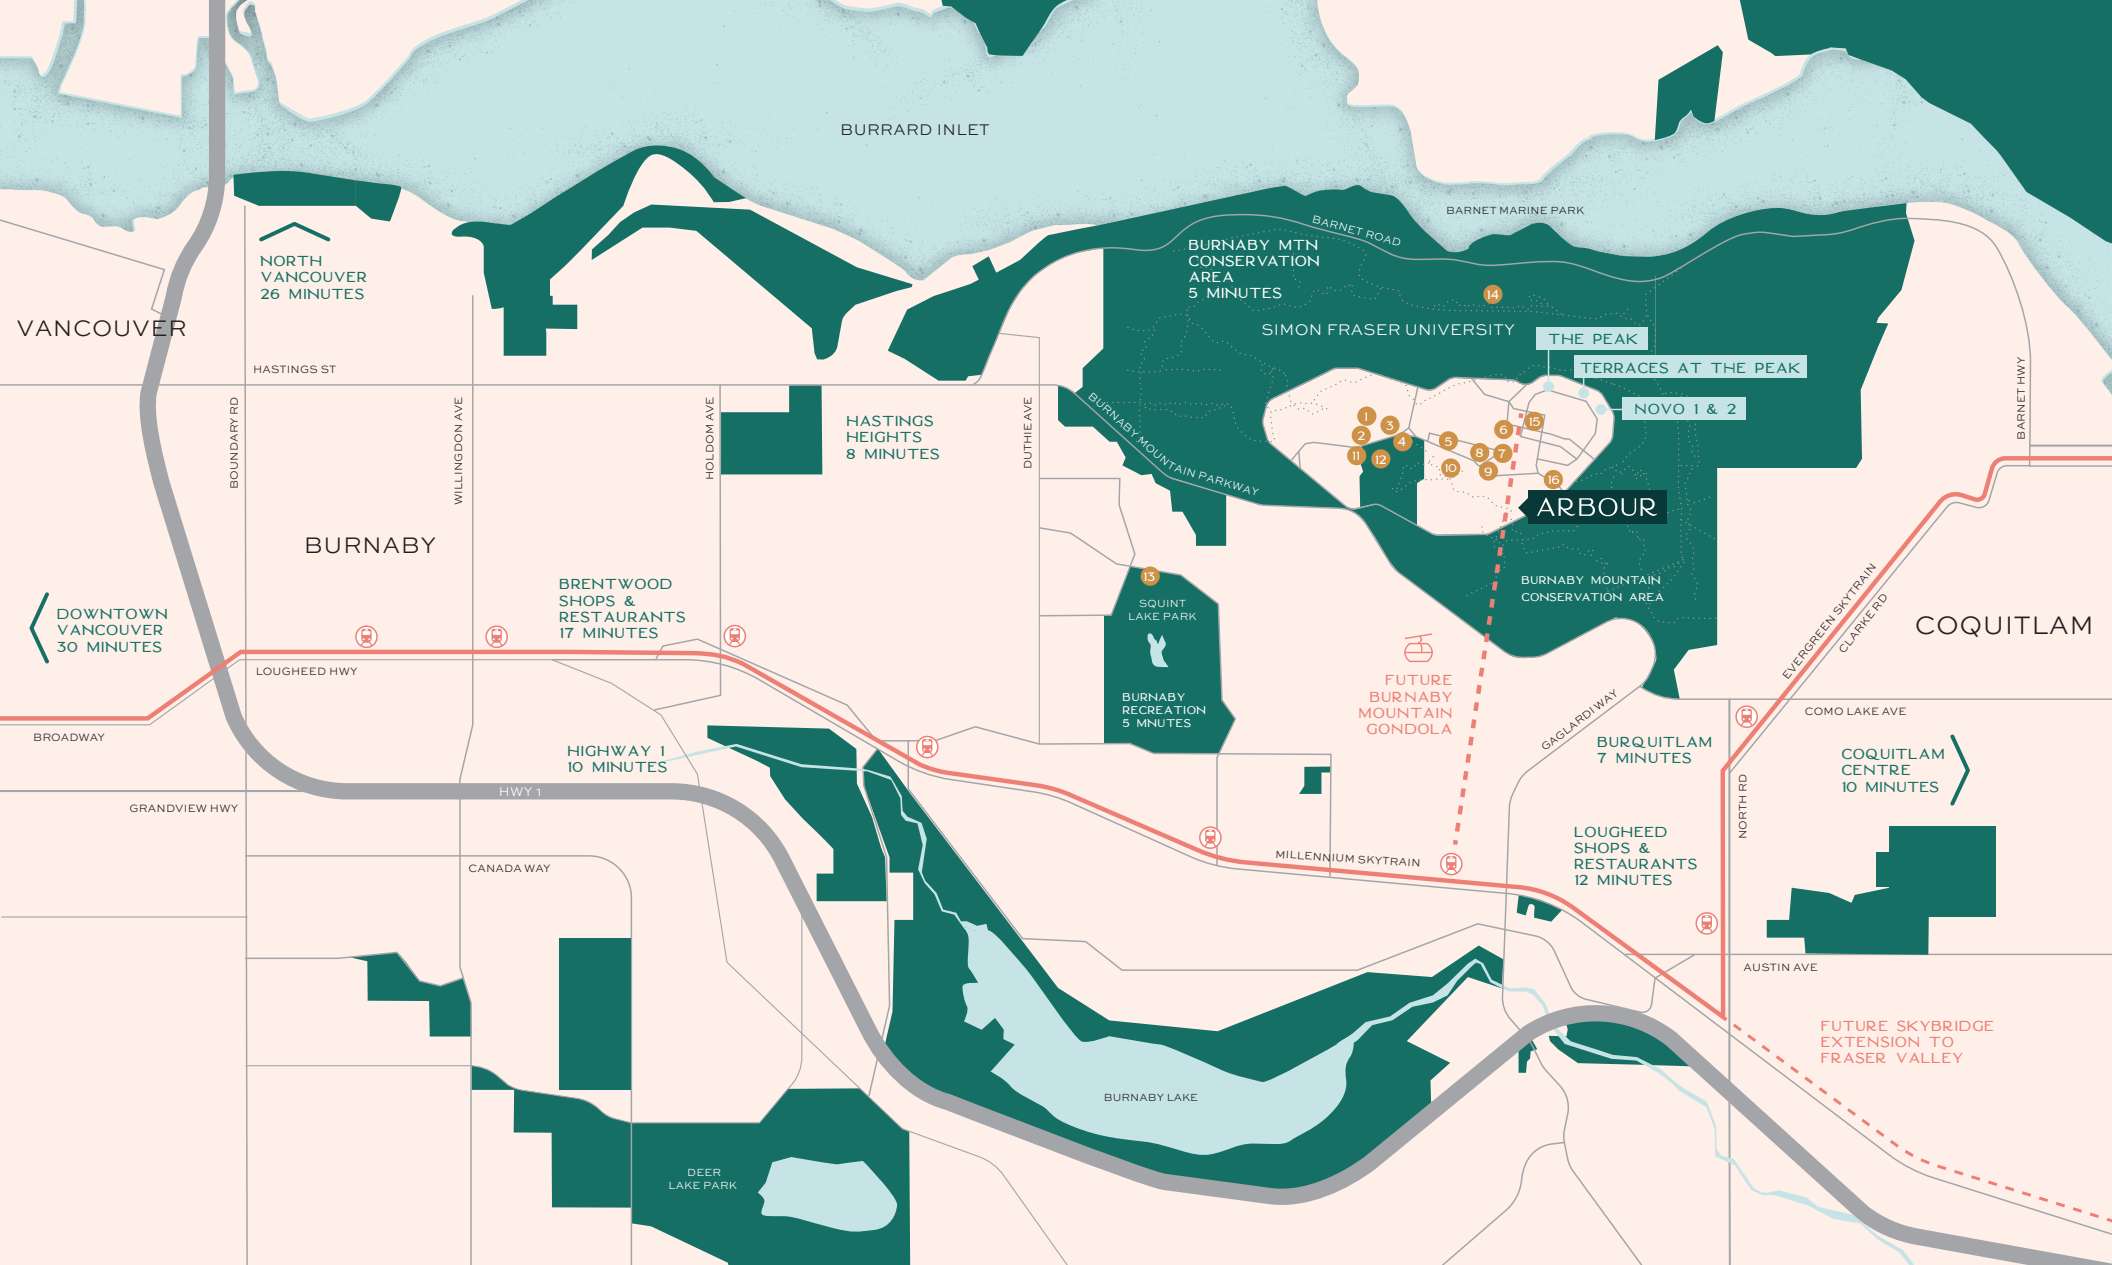 BURRARD INLET
BARNET MARINE PARK
BARNET ROAD
BURNABY MTN
CONSERVATION
AREA
5 MINUTES
NORTH
VANCOUVER
26 MINUTES
14
VANCOUVER
SIMON FRASER UNIVERSITY
THE PEAK
TERRACES AT THE PEAK
NOVO 1 & 2
HASTINGS ST
BOUNDARY RD
WILLINGDON AVE
HOLDOM AVE
HASTINGS
HEIGHTS
8 MINUTES
DUTHIE AVE
BURNABY MOUNTAIN PARKWAY
BARNET HWY
1
2
3
4
5
6
7
8
9
10
11
12
15
16
ARBOUR
BURNABY
BRENTWOOD
SHOPS &
RESTAURANTS
17 MINUTES
13
SQUINT
LAKE PARK
BURNABY
RECREATION
5 MNUTES
BURNABY MOUNTAIN
CONSERVATION AREA
EVERGREEN SKYTRAIN
CLARKE RD
COQUITLAM
DOWNTOWN
VANCOUVER
30 MINUTES
LOUGHEED HWY
BROADWAY
FUTURE
BURNABY
MOUNTAIN
GONDOLA
GAGLARDI WAY
COMO LAKE AVE
BURQUITLAM
7 MINUTES
COQUITLAM
CENTRE
10 MINUTES
HIGHWAY 1
10 MINUTES
HWY 1
GRANDVIEW HWY
NORTH RD
LOUGHEED
SHOPS &
RESTAURANTS
12 MINUTES
MILLENNIUM SKYTRAIN
CANADA WAY
AUSTIN AVE
FUTURE SKYBRIDGE
EXTENSION TO
FRASER VALLEY
BURNABY LAKE
DEER
LAKE PARK